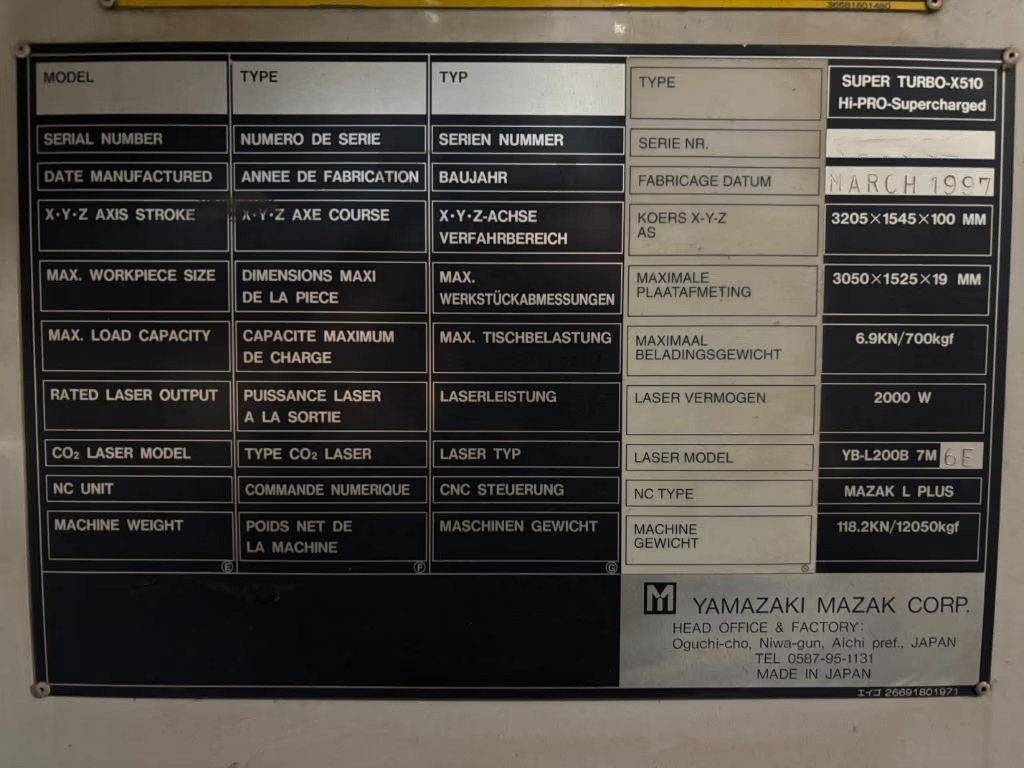 36681801480
MODEL TYPE TYP TYPE SUPER TURBO-X510
Hi-PRO-Supercharged
SERIAL NUMBER NUMERO DE SERIE SERIEN NUMMER SERIE NR.
DATE MANUFACTURED ANNEE DE FABRICATION BAUJAHR FABRICAGE DATUM MARCH 1997
X·Y·Z AXIS STROKE X·Y·Z AXE COURSE X·Y·Z-ACHSE KOERS X-Y-Z 3205×1545×100 MM
VERFAHRBEREICH AS
MAX. WORKPIECE SIZE DIMENSIONS MAXI MAX. MAXIMALE 3050×1525×19 MM
DE LA PIECE WERKSTÜCKABMESSUNGEN PLAATAFMETING
MAX. LOAD CAPACITY CAPACITE MAXIMUM MAX. TISCHBELASTUNG MAXIMAAL 6.9KN/700kgf
DE CHARGE BELADINGSGEWICHT
RATED LASER OUTPUT PUISSANCE LASER LASERLEISTUNG LASER VERMOGEN 2000 W
A LA SORTIE
CO₂ LASER MODEL TYPE CO₂ LASER LASER TYP LASER MODEL YB-L200B 7M 6E
NC UNIT COMMANDE NUMERIQUE CNC STEUERUNG NC TYPE MAZAK L PLUS
MACHINE WEIGHT POIDS NET DE MASCHINEN GEWICHT MACHINE 118.2KN/12050kgf
LA MACHINE GEWICHT
Ⓔ Ⓕ Ⓖ Ⓢ
M YAMAZAKI MAZAK CORP.
HEAD OFFICE & FACTORY:
Oguchi-cho, Niwa-gun, Aichi pref., JAPAN
TEL 0587-95-1131
MADE IN JAPAN
エイゴ 26691801971